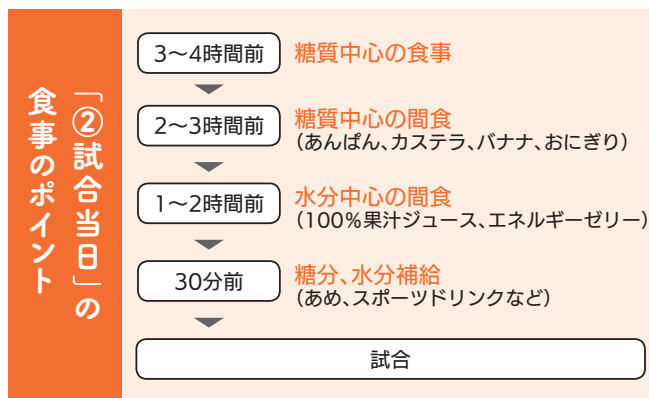 「②試合当日」の
食事のポイント
3〜4時間前
糖質中心の食事
2〜3時間前
糖質中心の間食
(あんぱん、カステラ、バナナ、おにぎり)
1〜2時間前
水分中心の間食
(100%果汁ジュース、エネルギーゼリー)
30分前
糖分、水分補給
(あめ、スポーツドリンクなど)
試合